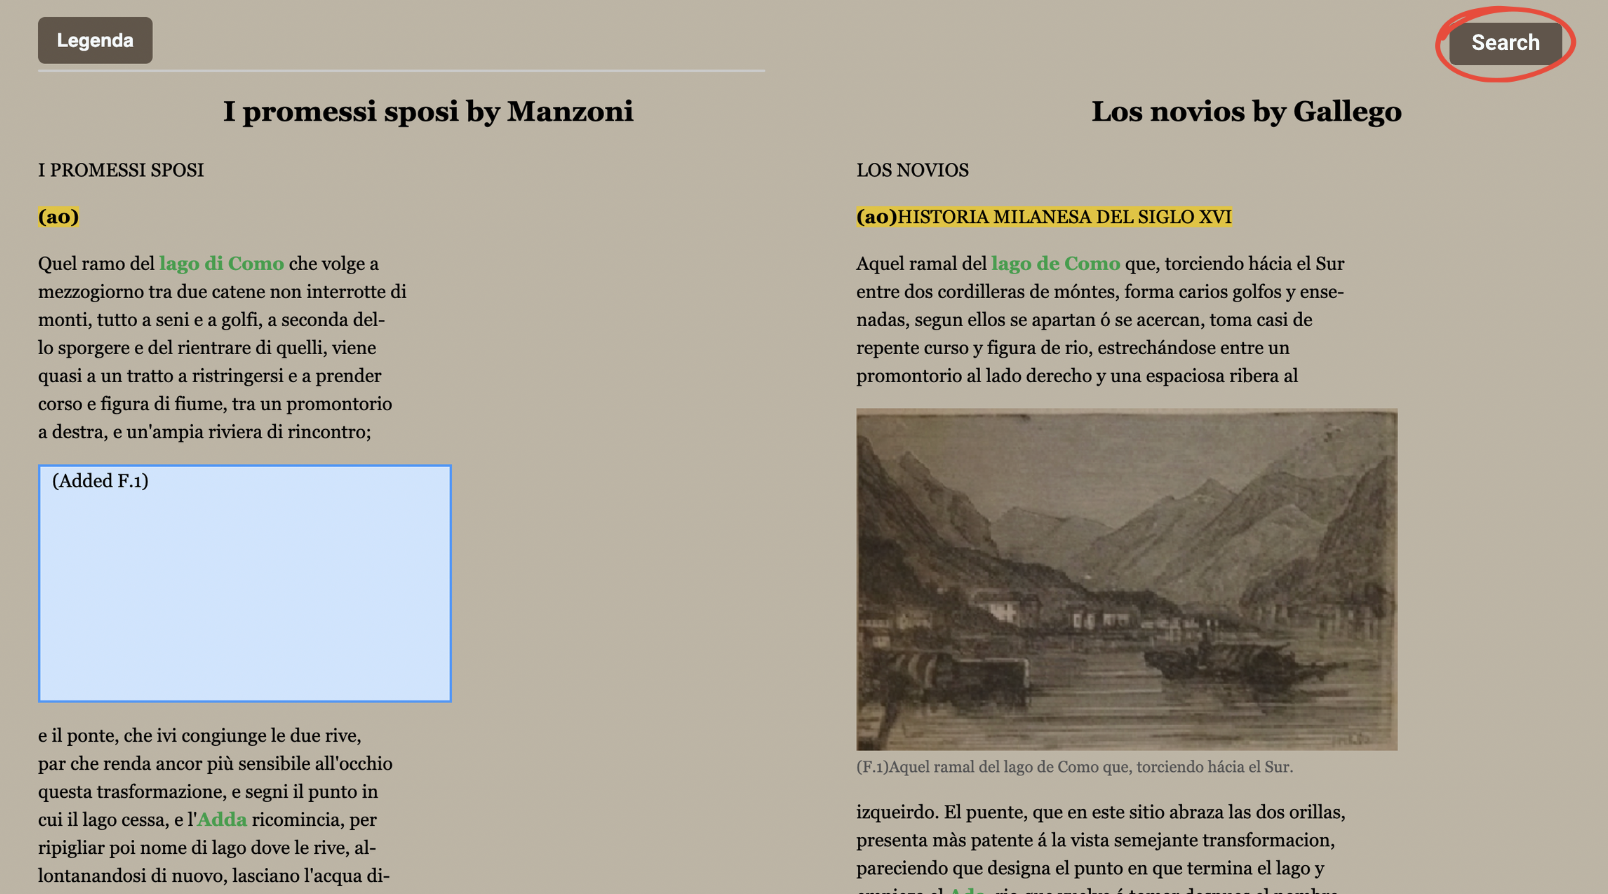 Legenda
Search
I promessi sposi by Manzoni
I PROMESSI SPOSI
(a0)
Quel ramo del lago di Como che volge a
mezzogiorno tra due catene non interrotte di
monti, tutto a seni e a golfi, a seconda del-
lo sporgere e del rientrare di quelli, viene
quasi a un tratto a ristringersi e a prender
corso e figura di fiume, tra un promontorio
a destra, e un'ampia riviera di rincontro;
(Added F.1)
e il ponte, che ivi congiunge le due rive,
par che renda ancor più sensibile all'occhio
questa trasformazione, e segni il punto in
cui il lago cessa, e l'Adda ricomincia, per
ripigliar poi nome di lago dove le rive, al-
lontanandosi di nuovo, lasciano l'acqua di-
Los novios by Gallego
LOS NOVIOS
(a0)HISTORIA MILANESA DEL SIGLO XVI
Aquel ramal del lago de Como que, torciendo hácia el Sur
entre dos cordilleras de móntes, forma carios golfos y ense-
nadas, segun ellos se apartan ó se acercan, toma casi de
repente curso y figura de rio, estrechándose entre un
promontorio al lado derecho y una espaciosa ribera al
(F.1)Aquel ramal del lago de Como que, torciendo hácia el Sur.
izqueirdo. El puente, que en este sitio abraza las dos orillas,
presenta màs patente á la vista semejante transformacion,
pareciendo que designa el punto en que termina el lago y